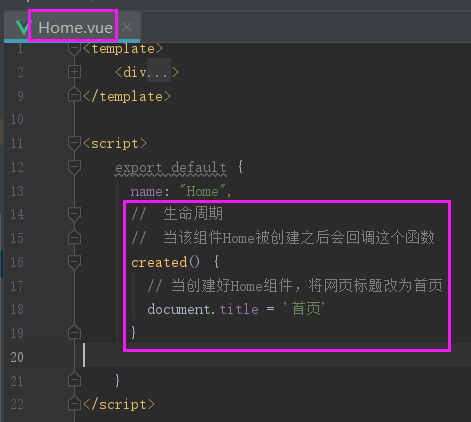 Home.vue
1 <template>
2 <div...>
9 </template>
10
11 <script>
12 export default {
13 name: "Home",
14 //  生命周期
15 //  当该组件Home被创建之后会回调这个函数
16 created() {
17 // 当创建好Home组件，将网页标题改为首页
18 document.title = '首页'
19 }
20
21 }
22 </script>